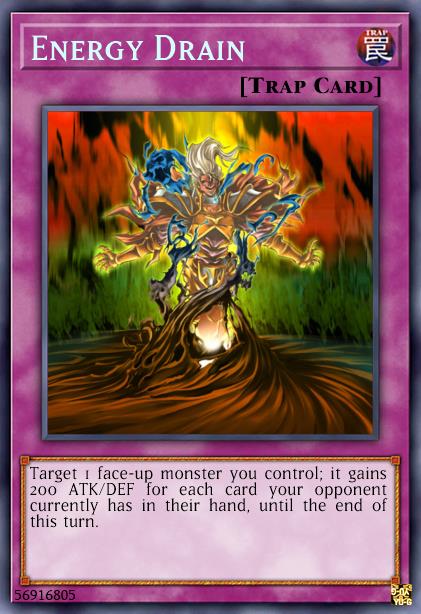 Energy Drain
TRAP
罠
[Trap Card]
Target 1 face-up monster you control; it gains
200 ATK/DEF for each card your opponent
currently has in their hand, until the end of
this turn.
56916805